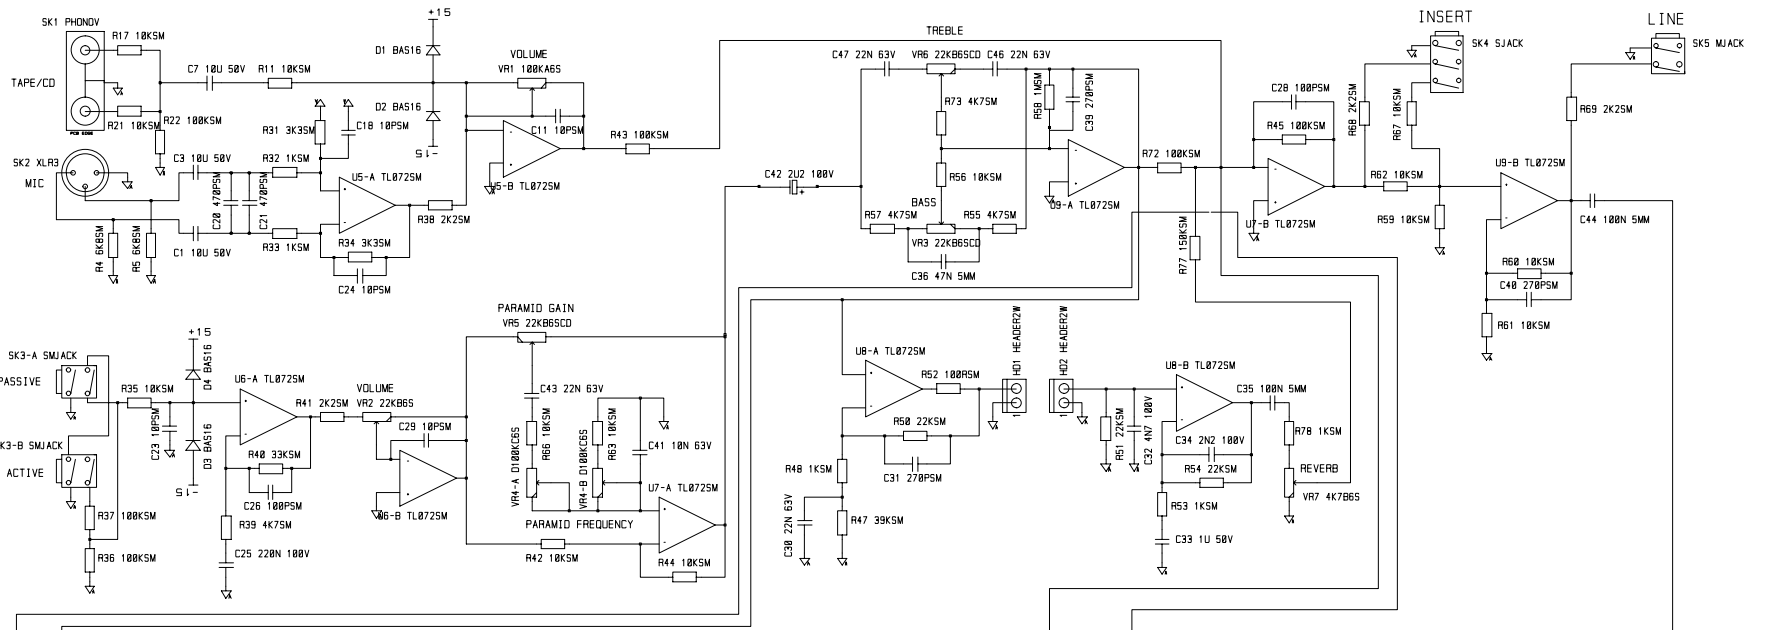 SK1 PHONOV
R17 10KSM
TAPE/CD
R21 10KSM
PCB EDGE
R22 100KSM
C7 10U 50V
R11 10KSM
+15
D1 BAS16
D2 BAS16
-15
VOLUME
VR1 100KA6S
C11 10PSM
U5-B TL072SM
R43 100KSM
SK2 XLR3
MIC
C3 10U 50V
R32 1KSM
R31 3K3SM
C18 10PSM
C20 470PSM
C21 470PSM
U5-A TL072SM
R38 2K2SM
R4 6K8SM
R5 6K8SM
C1 10U 50V
R33 1KSM
R34 3K3SM
C24 10PSM
TREBLE
C47 22N 63V
VR6 22KB6SCD
C46 22N 63V
R73 4K7SM
R58 1M5SM
C39 270PSM
C42 2U2 100V
+
R56 10KSM
BASS
R57 4K7SM
R55 4K7SM
VR3 22KB6SCD
C36 47N 5MM
U9-A TL072SM
R72 100KSM
R77 150KSM
C28 100PSM
R45 100KSM
U7-B TL072SM
INSERT
SK4 SJACK
R68 2K2SM
R67 10KSM
R62 10KSM
R59 10KSM
LINE
SK5 MJACK
R69 2K2SM
U9-B TL072SM
C44 100N 5MM
R60 10KSM
C40 270PSM
R61 10KSM
SK3-A SMJACK
PASSIVE
K3-B SMJACK
ACTIVE
R35 10KSM
+15
D4 BAS16
C23 10PSM
D3 BAS16
-15
R37 100KSM
R36 100KSM
U6-A TL072SM
R40 33KSM
C26 100PSM
R39 4K7SM
C25 220N 100V
R41 2K2SM
VOLUME
VR2 22KB6S
C29 10PSM
U6-B TL072SM
PARAMID GAIN
VR5 22KB6SCD
C43 22N 63V
R66 10KSM
VR4-A D100KC6S
R63 10KSM
VR4-B D100KC6S
C41 10N 63V
PARAMID FREQUENCY
U7-A TL072SM
R42 10KSM
R44 10KSM
U8-A TL072SM
R52 100RSM
R50 22KSM
C31 270PSM
R48 1KSM
C30 22N 63V
R47 39KSM
HD1 HEADER2W
1
HD2 HEADER2W
1
R51 22KSM
C32 4N7 100V
U8-B TL072SM
C35 100N 5MM
C34 2N2 100V
R54 22KSM
R53 1KSM
C33 1U 50V
R78 1KSM
REVERB
VR7 4K7B6S